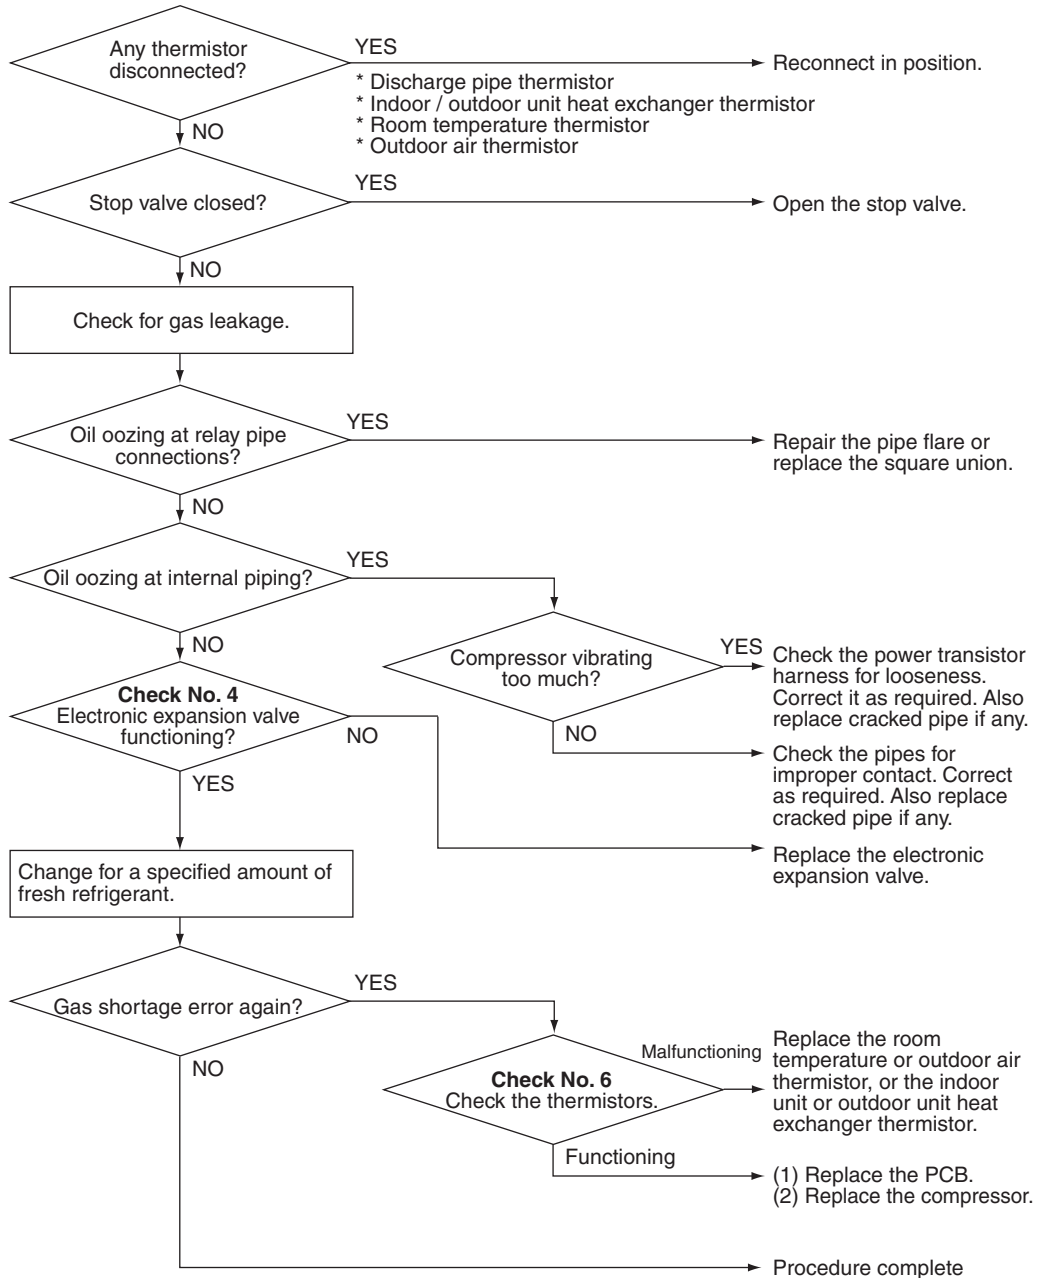 Any thermistor
disconnected?
YES
* Discharge pipe thermistor
* Indoor / outdoor unit heat exchanger thermistor
* Room temperature thermistor
* Outdoor air thermistor
Reconnect in position.
NO
Stop valve closed?
YES
Open the stop valve.
NO
Check for gas leakage.
Oil oozing at relay pipe
connections?
YES
Repair the pipe flare or
replace the square union.
NO
Oil oozing at internal piping?
YES
Compressor vibrating
too much?
YES
Check the power transistor
harness for looseness.
Correct it as required. Also
replace cracked pipe if any.
NO
Check the pipes for
improper contact. Correct
as required. Also replace
cracked pipe if any.
NO
Check No. 4
Electronic expansion valve
functioning?
NO
Replace the electronic
expansion valve.
YES
Change for a specified amount of
fresh refrigerant.
Gas shortage error again?
YES
Check No. 6
Check the thermistors.
Malfunctioning
Replace the room
temperature or outdoor air
thermistor, or the indoor
unit or outdoor unit heat
exchanger thermistor.
Functioning
(1) Replace the PCB.
(2) Replace the compressor.
NO
Procedure complete